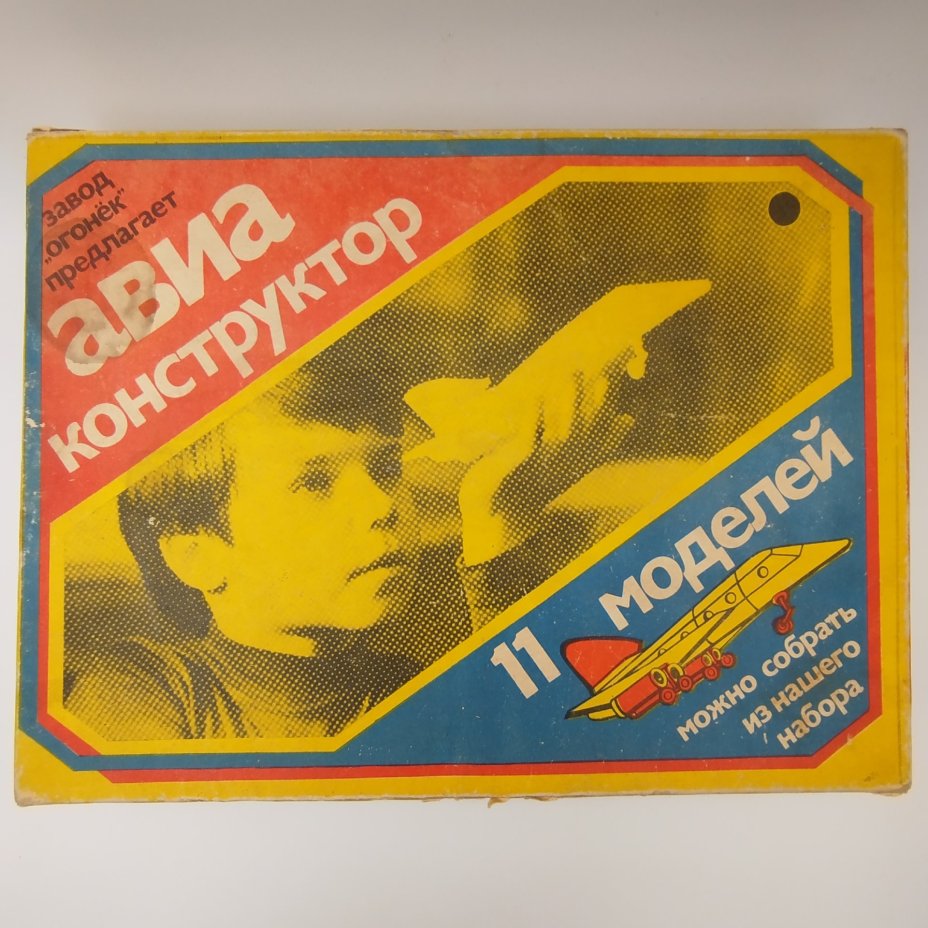 завод
„огонёк"
предлагает
авиа
конструктор
11 моделей
можно собрать
из нашего
набора